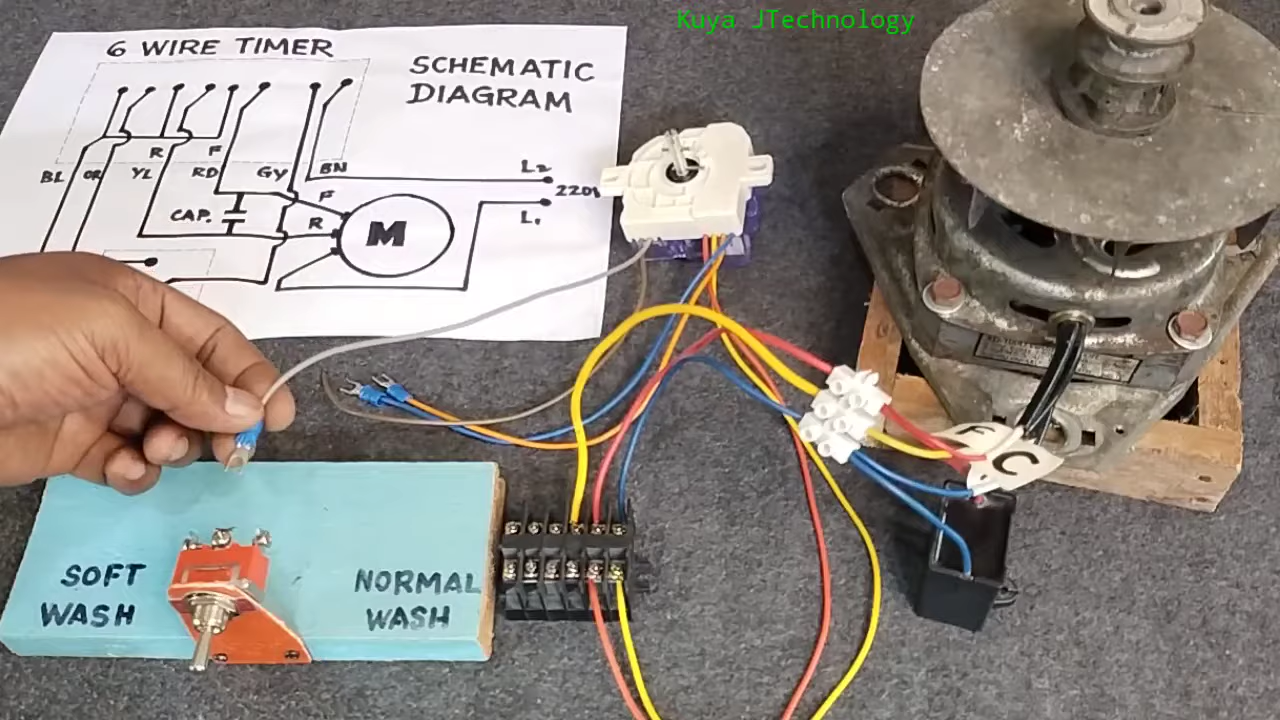 Kuya JTechnology
6 WIRE TIMER
SCHEMATIC
DIAGRAM
R F
BL OR YL RD GY BN
L2
220V
L1
CAP.
F
R
M
F
C
SOFT
WASH
NORMAL
WASH